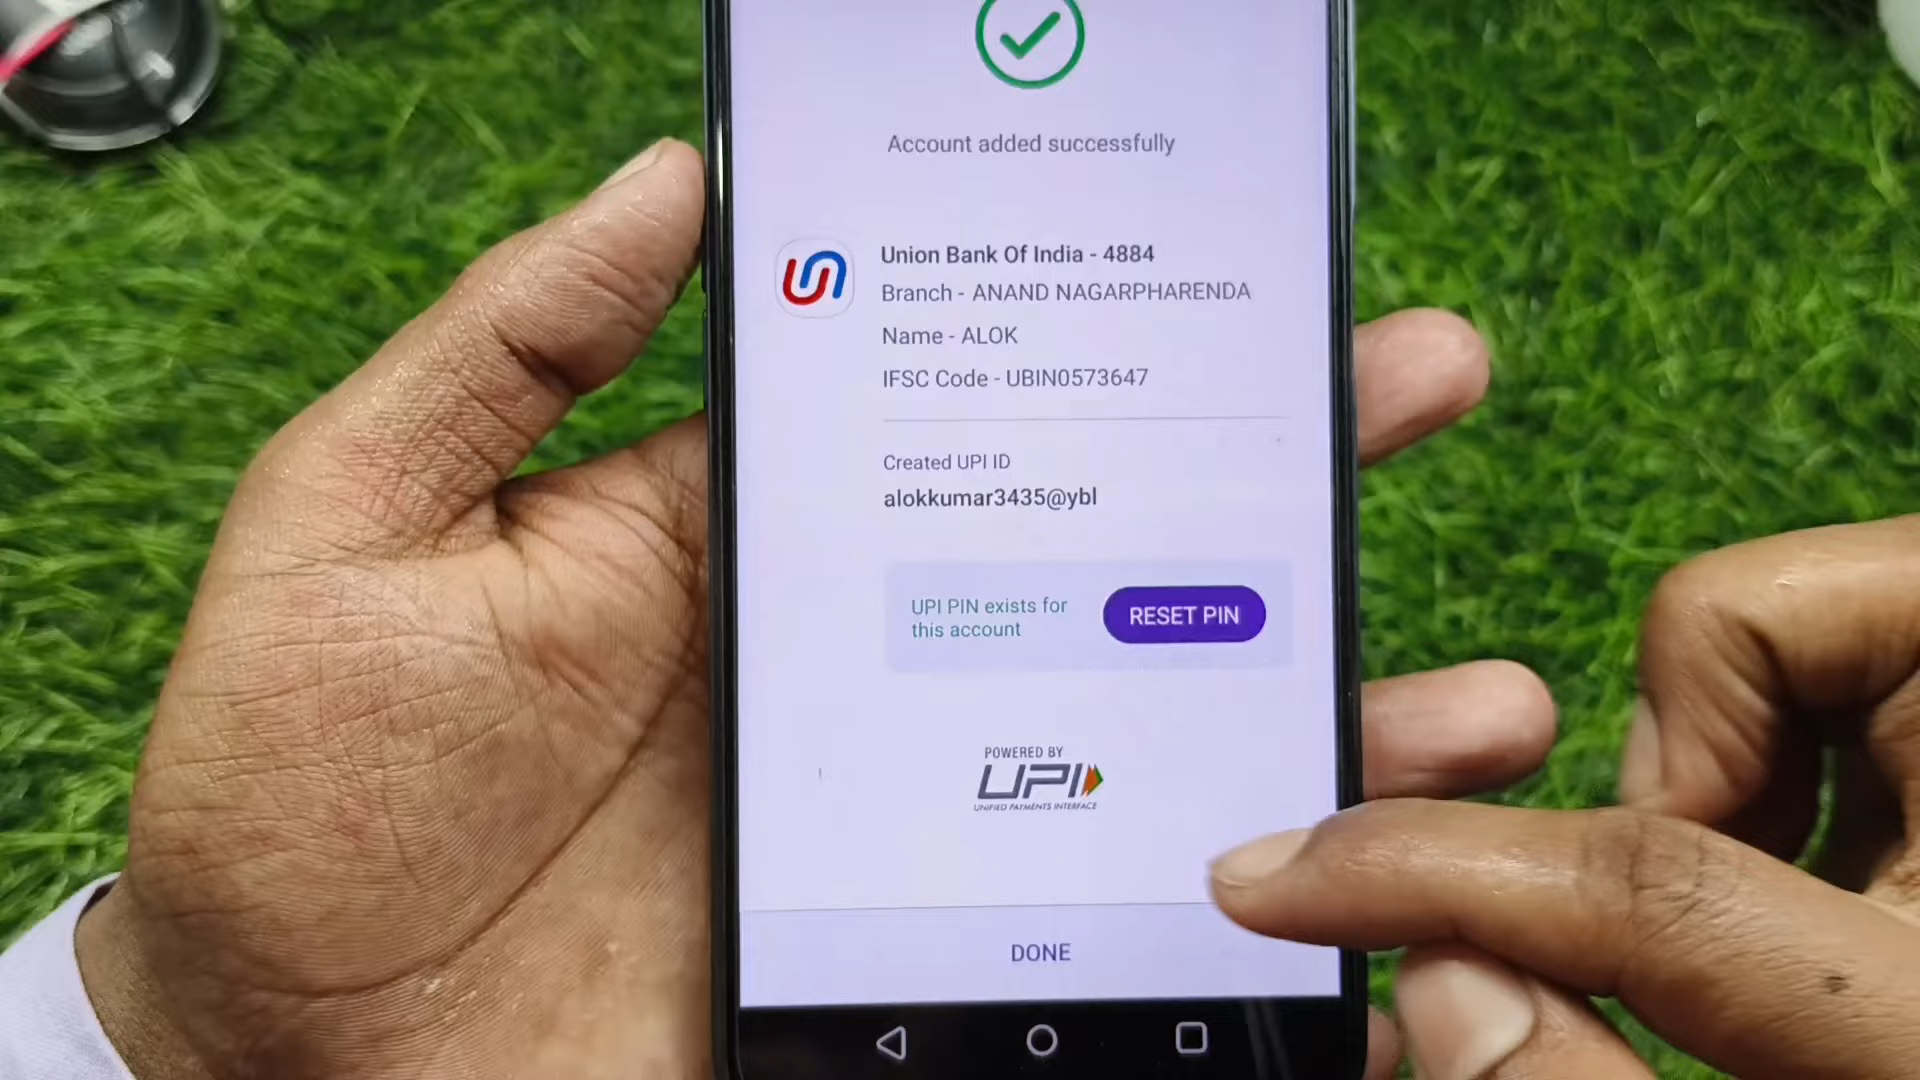 Account added successfully
Union Bank Of India - 4884
Branch - ANAND NAGARPHARENDA
Name - ALOK
IFSC Code - UBIN0573647
Created UPI ID
alokkumar3435@ybl
UPI PIN exists for
this account
RESET PIN
POWERED BY
UPI
UNIFIED PAYMENTS INTERFACE
DONE